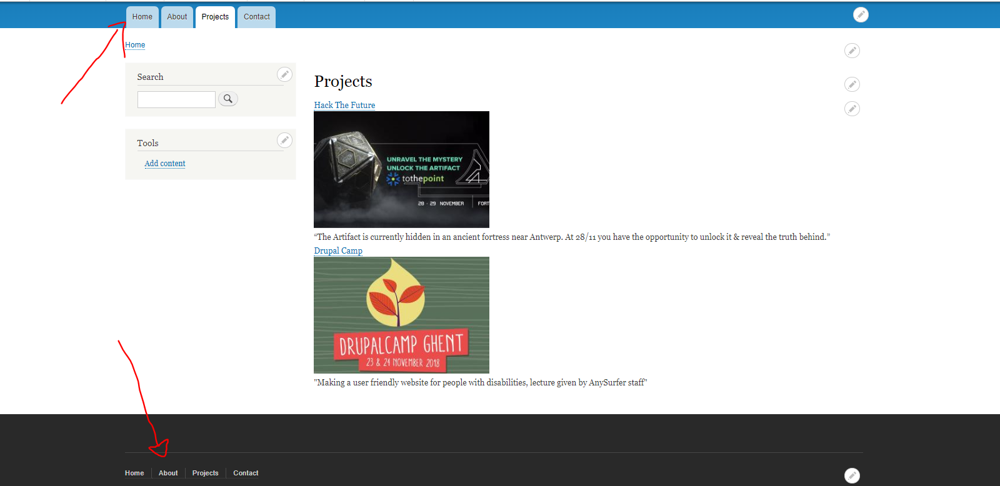 Home About Projects Contact
Home
Search
Tools
Add content
Projects
Hack The Future
UNRAVEL THE MYSTERY
UNLOCK THE ARTIFACT
tothepoint
28 - 29 NOVEMBER FORT
“The Artifact is currently hidden in an ancient fortress near Antwerp. At 28/11 you have the opportunity to unlock it & reveal the truth behind.”
Drupal Camp
DRUPALCAMP GHENT
23 & 24 NOVEMBER 2018
"Making a user friendly website for people with disabilities, lecture given by AnySurfer staff"
Home About Projects Contact